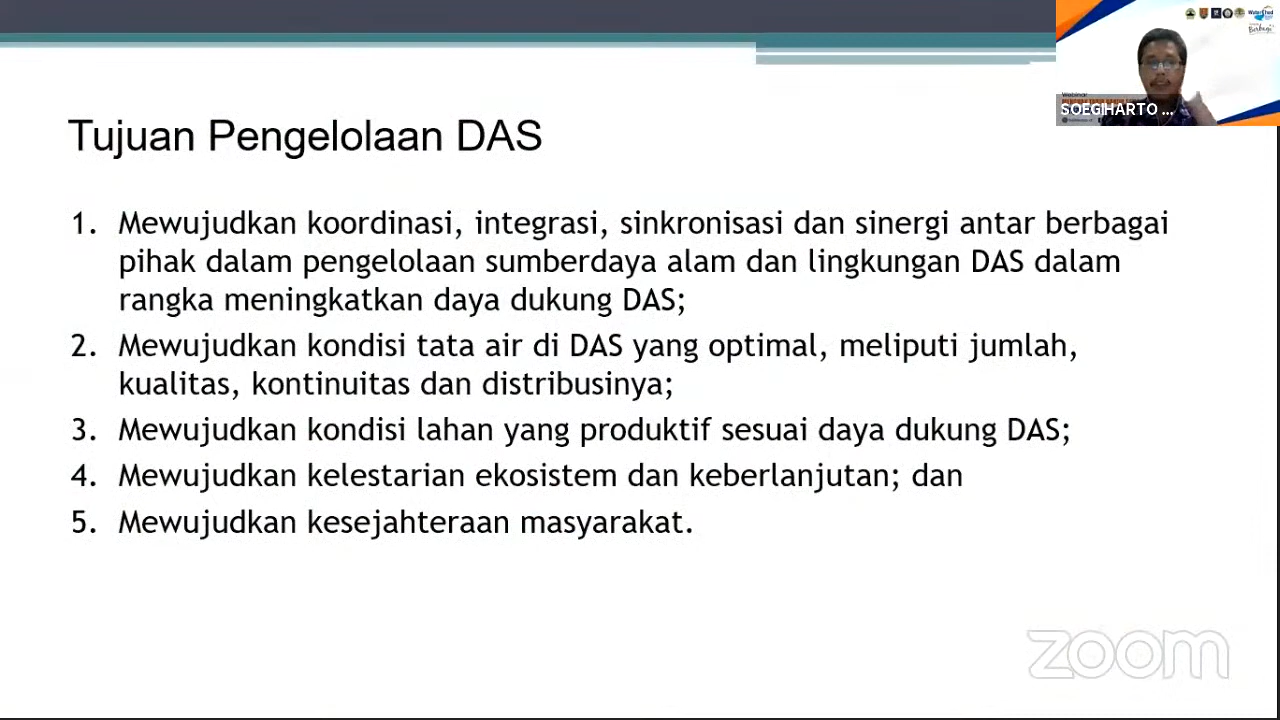 Watershed
Berbagi
Webinar
SOEGIHARTO ...
Tujuan Pengelolaan DAS
1. Mewujudkan koordinasi, integrasi, sinkronisasi dan sinergi antar berbagai
pihak dalam pengelolaan sumberdaya alam dan lingkungan DAS dalam
rangka meningkatkan daya dukung DAS;
2. Mewujudkan kondisi tata air di DAS yang optimal, meliputi jumlah,
kualitas, kontinuitas dan distribusinya;
3. Mewujudkan kondisi lahan yang produktif sesuai daya dukung DAS;
4. Mewujudkan kelestarian ekosistem dan keberlanjutan; dan
5. Mewujudkan kesejahteraan masyarakat.
zoom